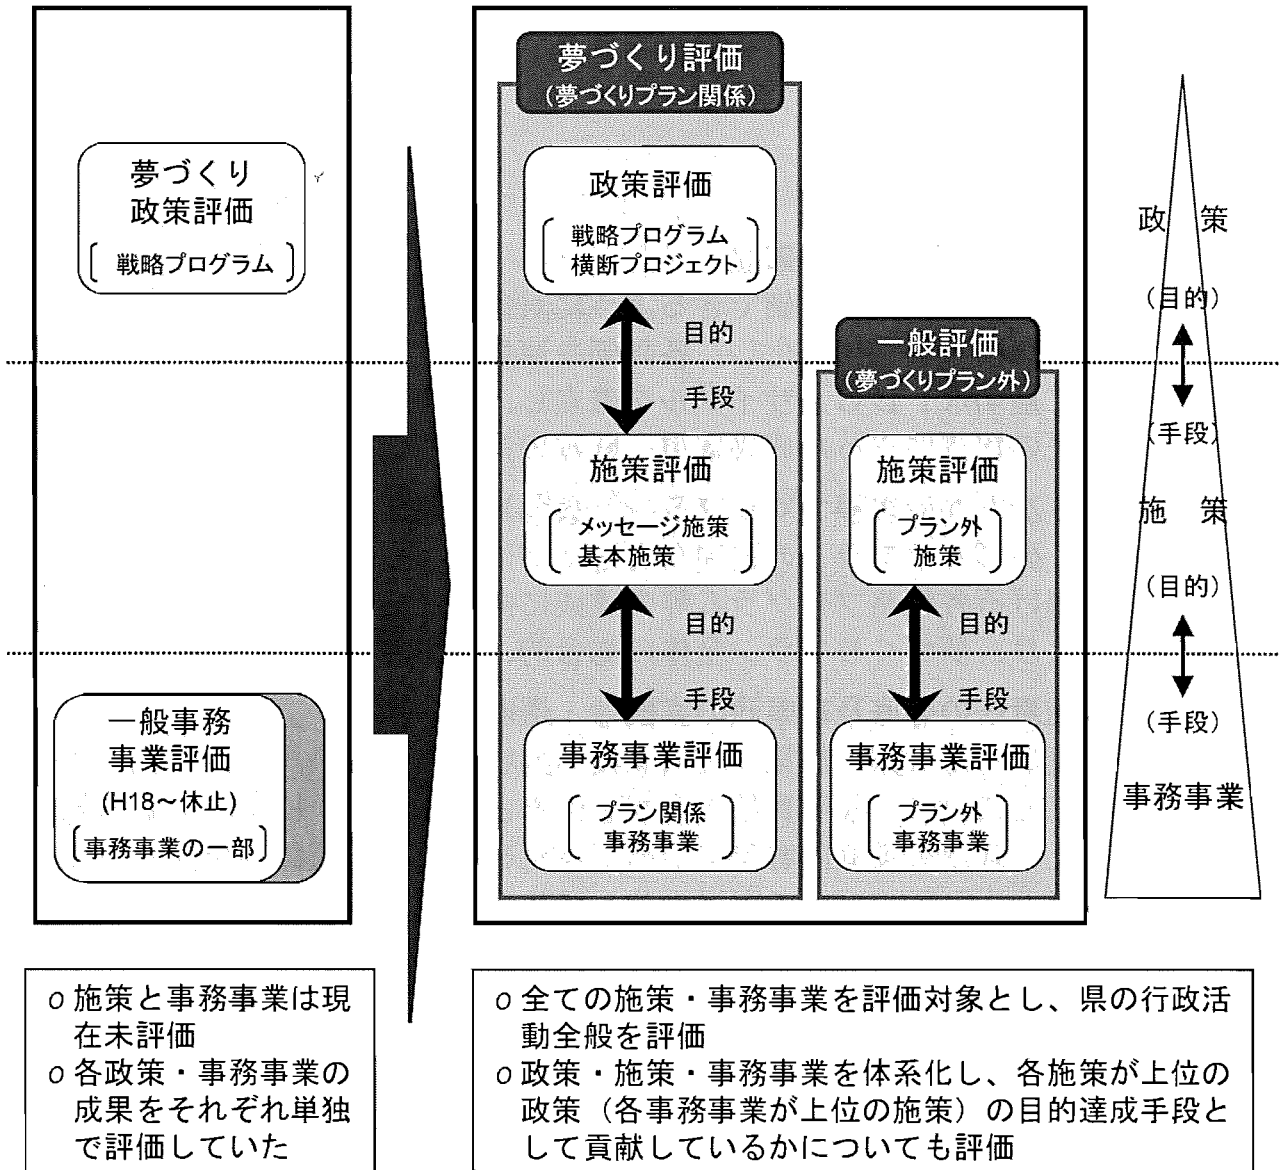 夢づくり
政策評価
戦略プログラム
一般事務
事業評価
(H18～休止)
事務事業の一部
夢づくり評価
(夢づくりプラン関係)
政策評価
戦略プログラム
横断プロジェクト
目的
手段
施策評価
メッセージ施策
基本施策
目的
手段
事務事業評価
プラン関係
事務事業
一般評価
(夢づくりプラン外)
施策評価
プラン外
施策
目的
手段
事務事業評価
プラン外
事務事業
政　策
(目的)
(手段)
施　策
(目的)
(手段)
事務事業
o 施策と事務事業は現
在未評価
o 各政策・事務事業の
成果をそれぞれ単独
で評価していた
o 全ての施策・事務事業を評価対象とし、県の行政活
動全般を評価
o 政策・施策・事務事業を体系化し、各施策が上位の
政策（各事務事業が上位の施策）の目的達成手段と
して貢献しているかについても評価